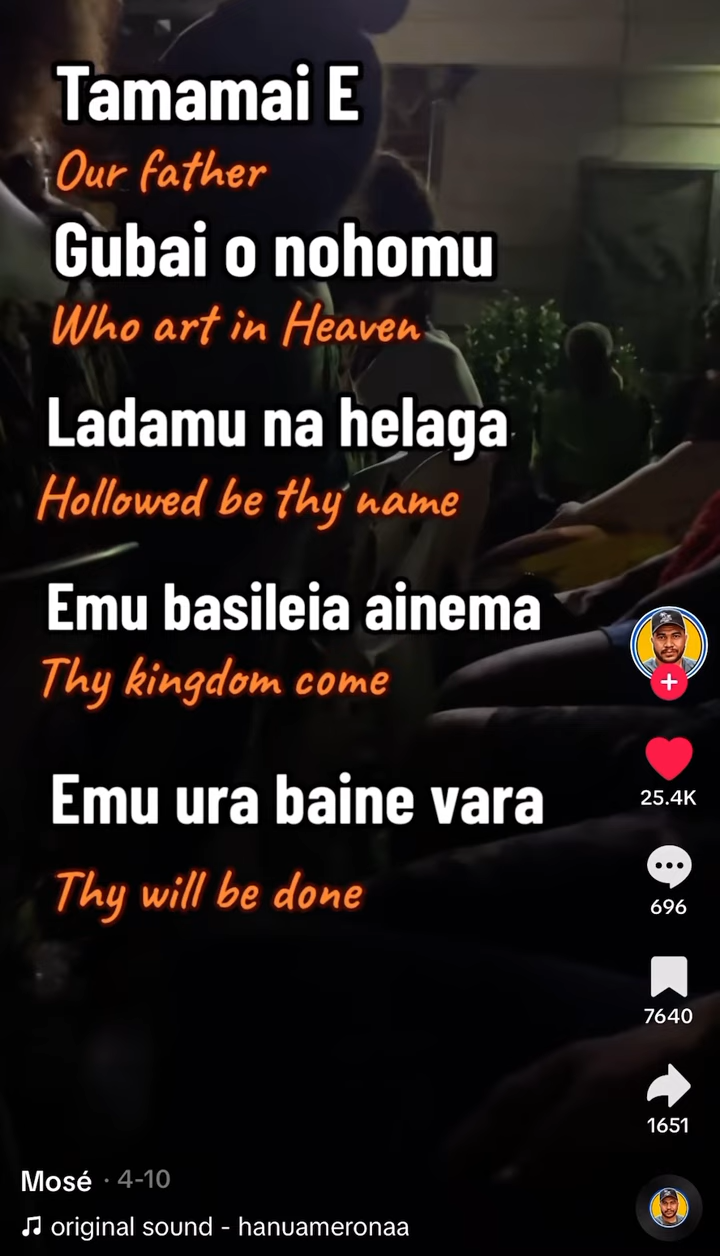 Tamamai E
Our father
Gubai o nohomu
Who art in Heaven
Ladamu na helaga
Hollowed be thy name
Emu basileia ainema
Thy kingdom come
Emu ura baine vara
Thy will be done
25.4K
696
7640
1651
Mosé · 4-10
original sound - hanuameronaa